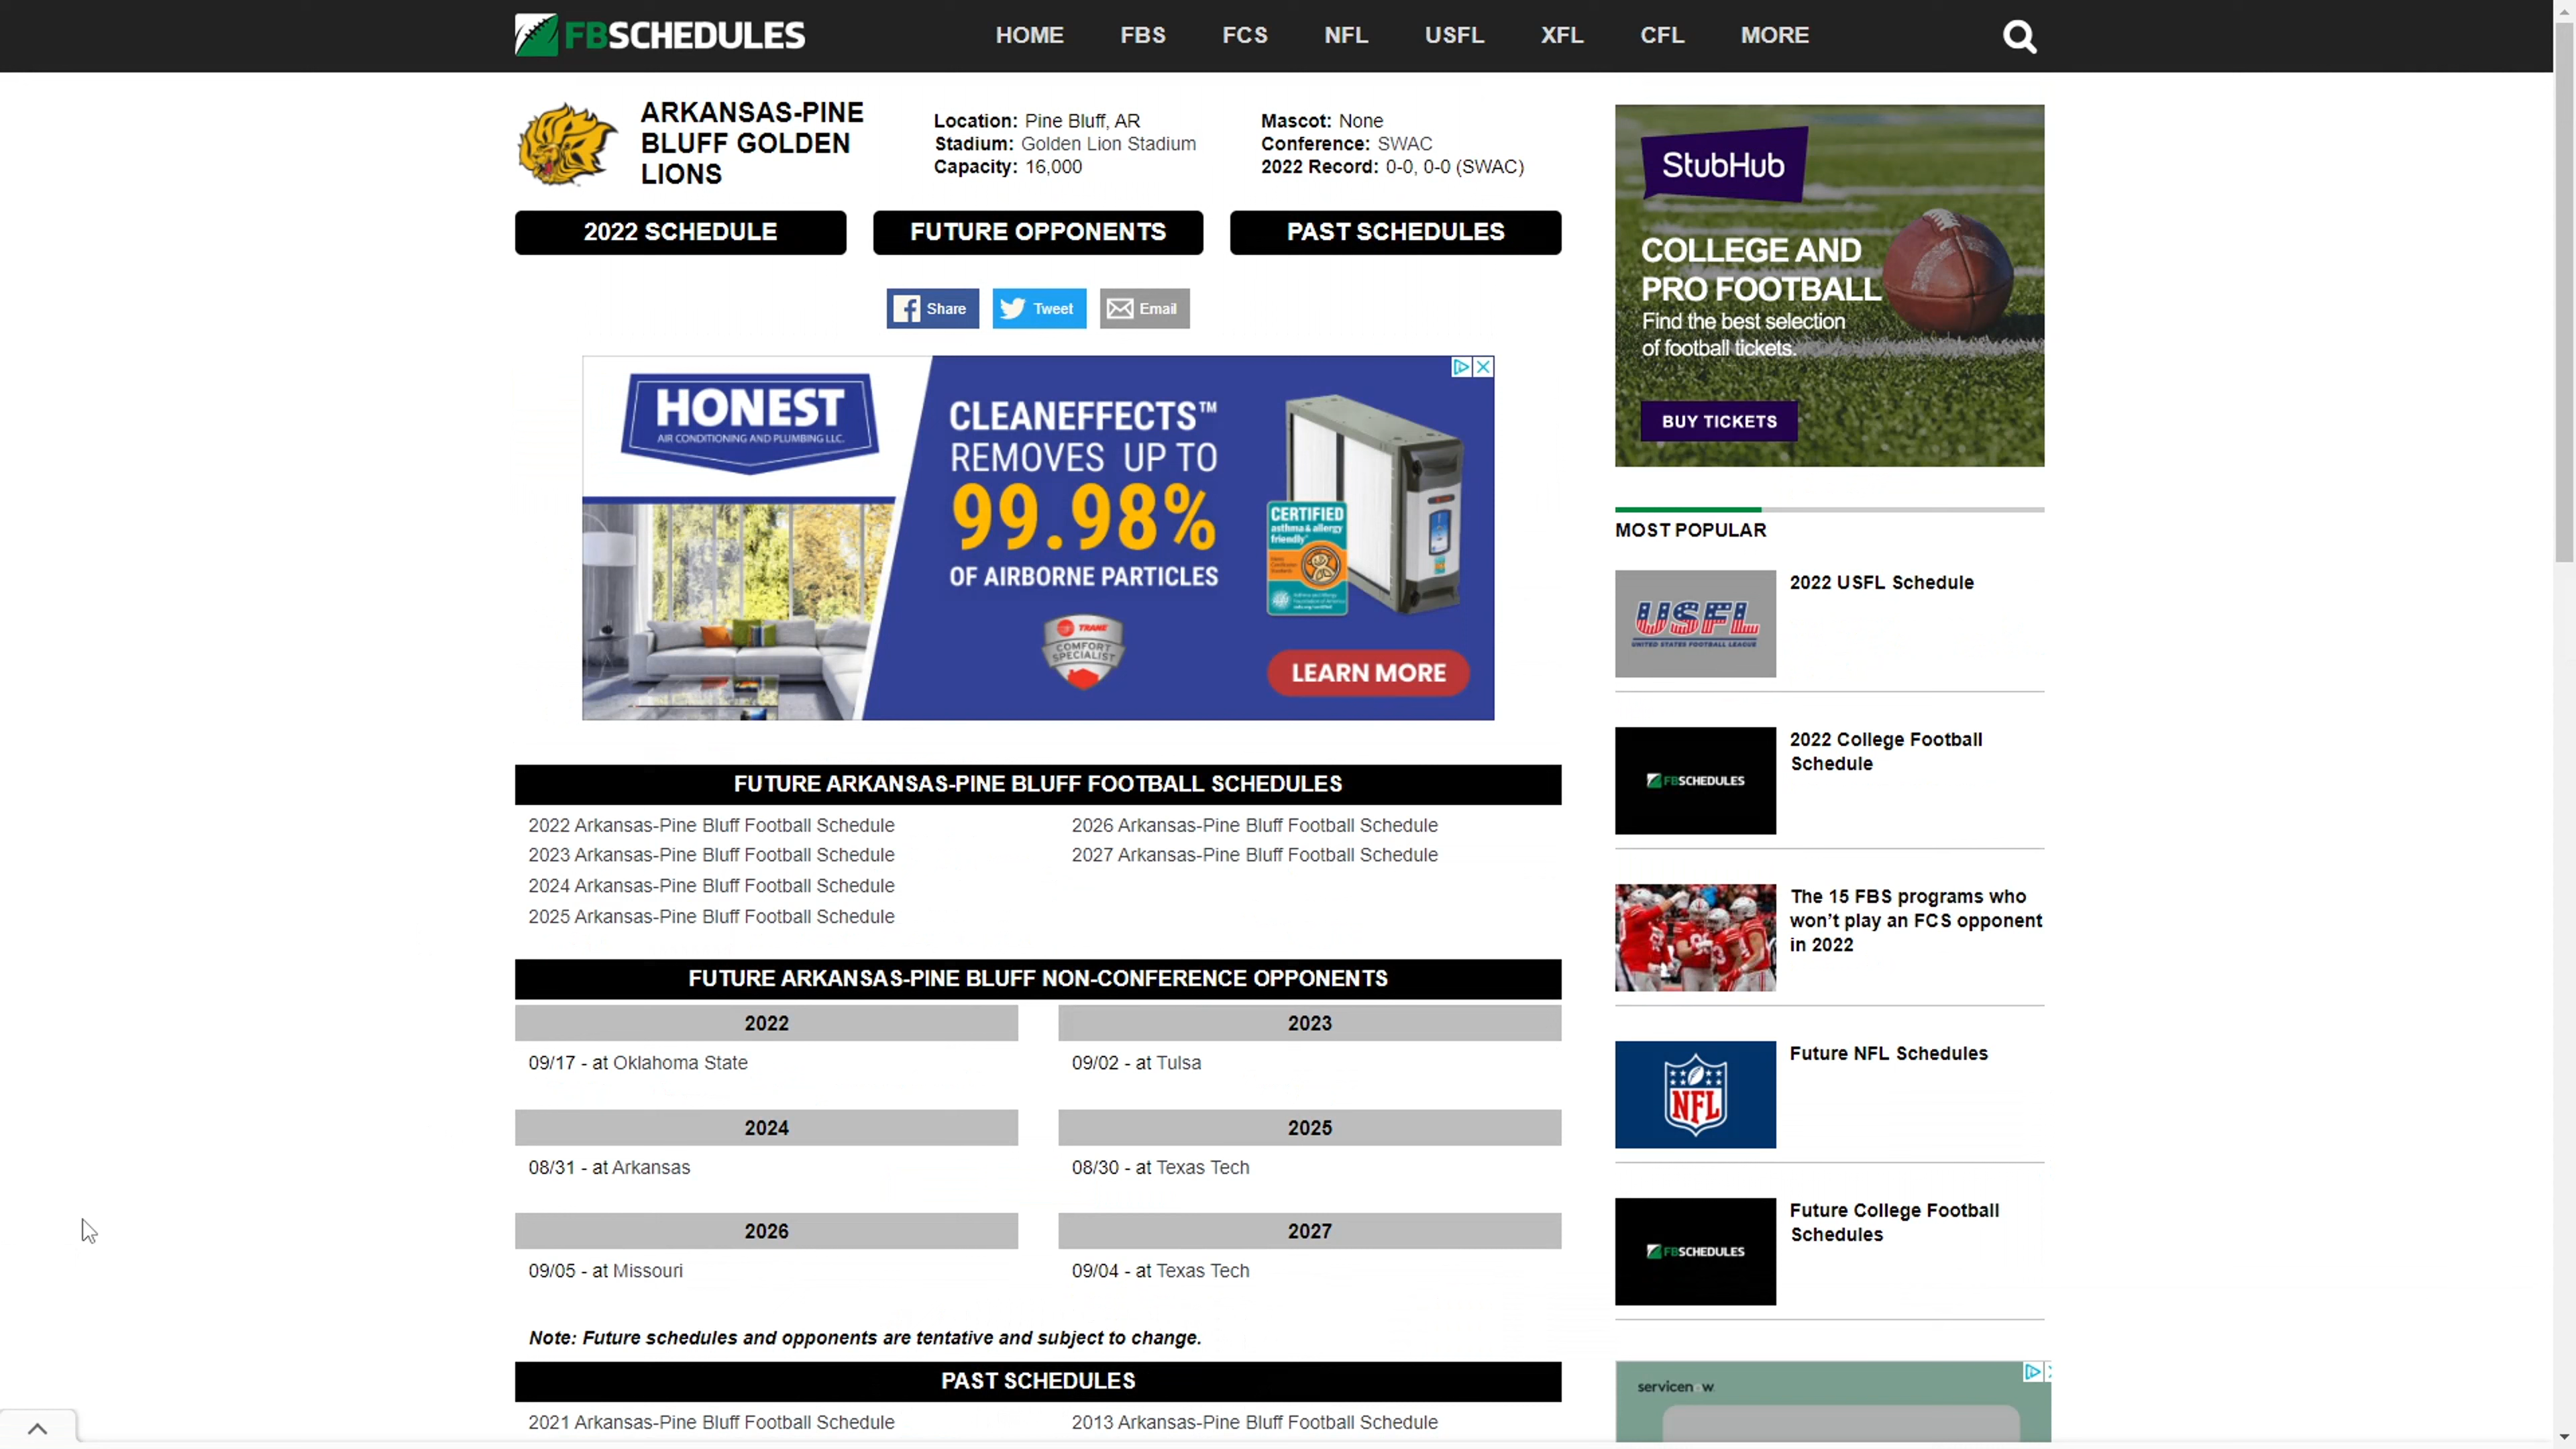 FBSCHEDULES
HOME FBS FCS NFL USFL XFL CFL MORE
ARKANSAS-PINE
BLUFF GOLDEN
LIONS
Location: Pine Bluff, AR
Stadium: Golden Lion Stadium
Capacity: 16,000
Mascot: None
Conference: SWAC
2022 Record: 0-0, 0-0 (SWAC)
2022 SCHEDULE
FUTURE OPPONENTS
PAST SCHEDULES
Share
Tweet
Email
HONEST
AIR CONDITIONING AND PLUMBING LLC.
CLEANEFFECTS™
REMOVES UP TO
99.98%
OF AIRBORNE PARTICLES
TRANE
COMFORT
SPECIALIST
CERTIFIED
asthma & allergy
friendly
LEARN MORE
FUTURE ARKANSAS-PINE BLUFF FOOTBALL SCHEDULES
2022 Arkansas-Pine Bluff Football Schedule
2023 Arkansas-Pine Bluff Football Schedule
2024 Arkansas-Pine Bluff Football Schedule
2025 Arkansas-Pine Bluff Football Schedule
2026 Arkansas-Pine Bluff Football Schedule
2027 Arkansas-Pine Bluff Football Schedule
FUTURE ARKANSAS-PINE BLUFF NON-CONFERENCE OPPONENTS
2022
09/17 - at Oklahoma State
2023
09/02 - at Tulsa
2024
08/31 - at Arkansas
2025
08/30 - at Texas Tech
2026
09/05 - at Missouri
2027
09/04 - at Texas Tech
Note: Future schedules and opponents are tentative and subject to change.
PAST SCHEDULES
2021 Arkansas-Pine Bluff Football Schedule
2013 Arkansas-Pine Bluff Football Schedule
StubHub
COLLEGE AND
PRO FOOTBALL
Find the best selection
of football tickets.
BUY TICKETS
MOST POPULAR
USFL
UNITED STATES FOOTBALL LEAGUE
2022 USFL Schedule
FBSCHEDULES
2022 College Football
Schedule
The 15 FBS programs who
won't play an FCS opponent
in 2022
NFL
Future NFL Schedules
FBSCHEDULES
Future College Football
Schedules
servicenow